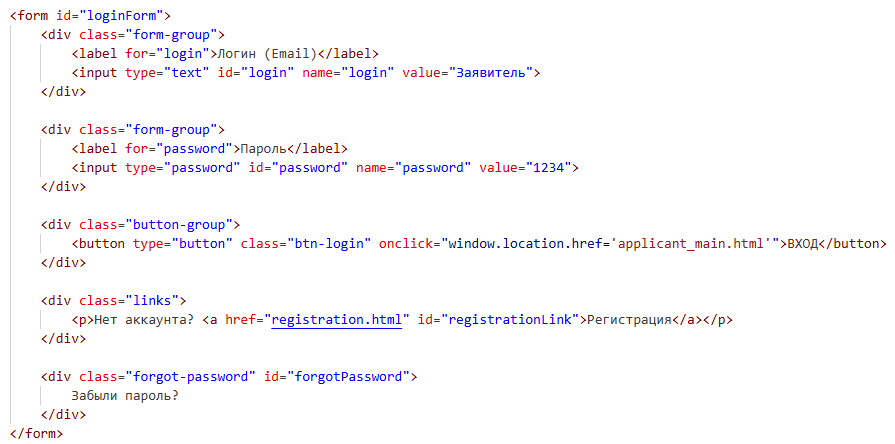 <form id="loginForm">
    <div class="form-group">
        <label for="login">Логин (Email)</label>
        <input type="text" id="login" name="login" value="Заявитель">
    </div>

    <div class="form-group">
        <label for="password">Пароль</label>
        <input type="password" id="password" name="password" value="1234">
    </div>

    <div class="button-group">
        <button type="button" class="btn-login" onclick="window.location.href='applicant_main.html'">ВХОД</button>
    </div>

    <div class="links">
        <p>Нет аккаунта? <a href="registration.html" id="registrationLink">Регистрация</a></p>
    </div>

    <div class="forgot-password" id="forgotPassword">
        Забыли пароль?
    </div>
</form>